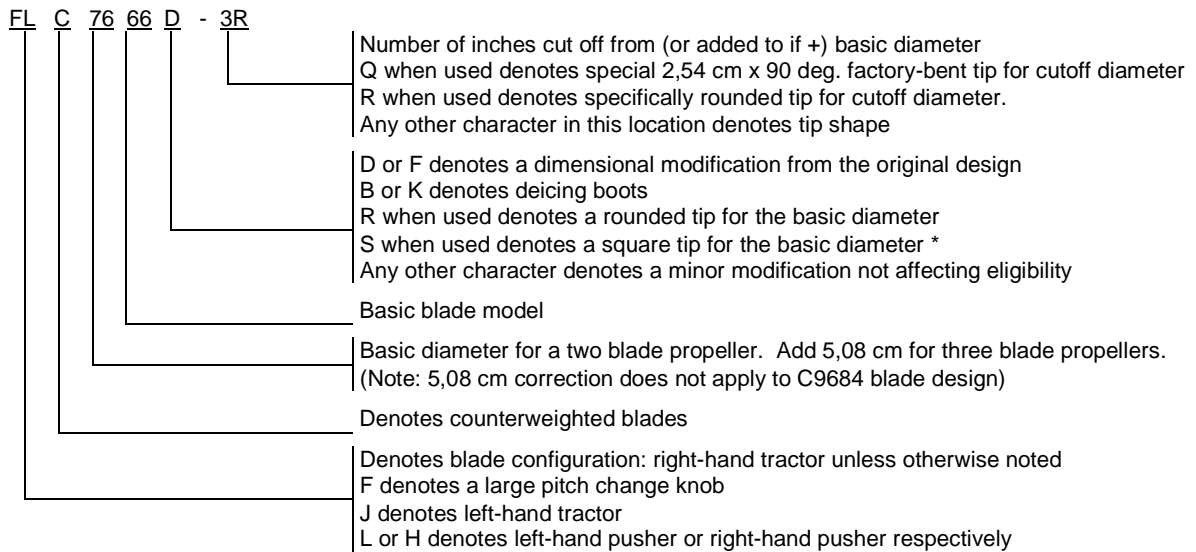 FL C 76 66 D - 3R
Number of inches cut off from (or added to if +) basic diameter
Q when used denotes special 2,54 cm x 90 deg. factory-bent tip for cutoff diameter
R when used denotes specifically rounded tip for cutoff diameter.
Any other character in this location denotes tip shape
D or F denotes a dimensional modification from the original design
B or K denotes deicing boots
R when used denotes a rounded tip for the basic diameter
S when used denotes a square tip for the basic diameter *
Any other character denotes a minor modification not affecting eligibility
Basic blade model
Basic diameter for a two blade propeller. Add 5,08 cm for three blade propellers.
(Note: 5,08 cm correction does not apply to C9684 blade design)
Denotes counterweighted blades
Denotes blade configuration: right-hand tractor unless otherwise noted
F denotes a large pitch change knob
J denotes left-hand tractor
L or H denotes left-hand pusher or right-hand pusher respectively